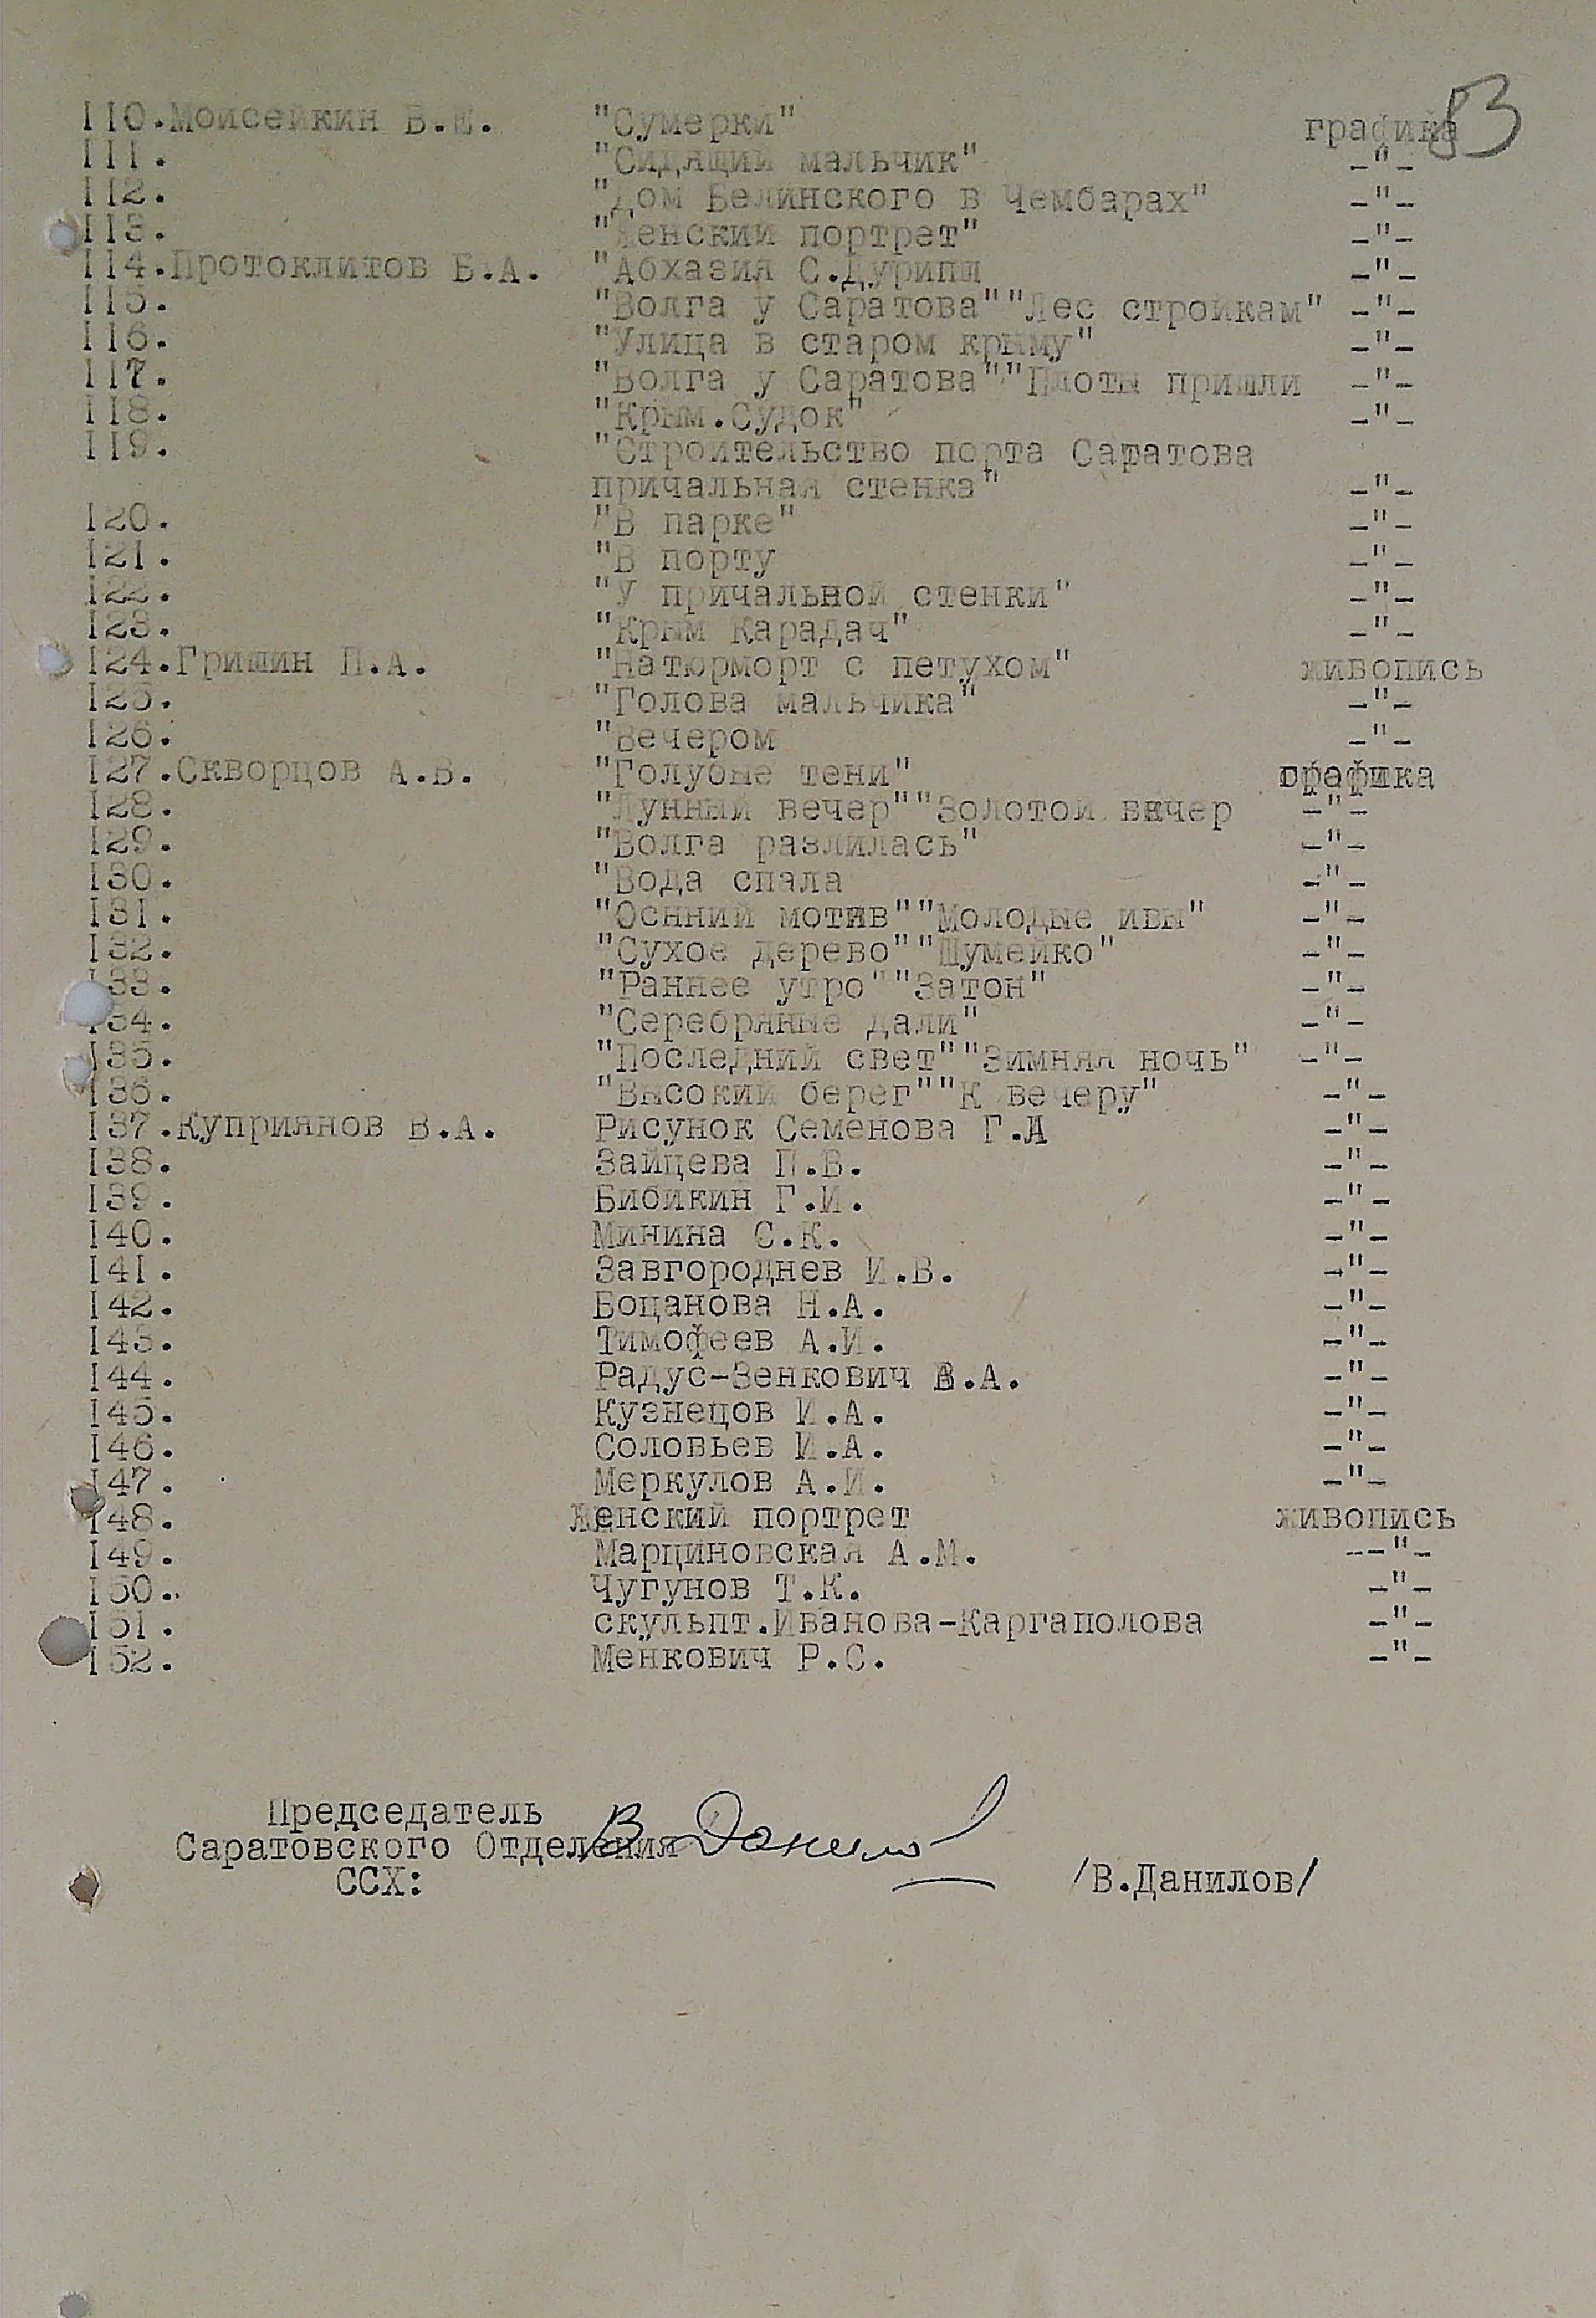 53
110.Моисейкин В.Е. "Сумерки" графика
111. "Сидящий мальчик" -"-
112. "Дом Белинского в Чембарах" -"-
113. "Женский портрет" -"-
114.Протоклитов Б.А. "Абхазия С.Дурипш -"-
115. "Волга у Саратова""Лес стройкам" -"-
116. "Улица в старом крыму" -"-
117. "Волга у Саратова""Плоты пришли -"-
118. "Крым.Судок" -"-
119. "Строительство порта Саратова
причальная стенка" -"-
120. "В парке" -"-
121. "В порту -"-
122. "У причальной стенки" -"-
123. "Крым Карадач" -"-
124.Гришин П.А. "Натюрморт с петухом" живопись
125. "Голова мальчика" -"-
126. "Вечером -"-
127.Скворцов А.В. "Голубые тени" графика
128. "Лунный вечер""Золотой вечер -"-
129. "Волга разлилась" -"-
130. "Вода спала -"-
131. "Оснний мотив""Молодые ивы" -"-
132. "Сухое дерево""Шумейко" -"-
133. "Раннее утро""Затон" -"-
134. "Серебряные дали" -"-
135. "Последний свет""Зимняя ночь" -"-
136. "Высокий берег""К вечеру" -"-
137.Куприянов В.А. Рисунок Семенова Г.А -"-
138. Зайцева П.В. -"-
139. Бибикин Г.И. -"-
140. Минина С.К. -"-
141. Завгороднев И.В. -"-
142. Боцанова Н.А. -"-
143. Тимофеев А.И. -"-
144. Радус-Зенкович В.А. -"-
145. Кузнецов И.А. -"-
146. Соловьев И.А. -"-
147. Меркулов А.И. -"-
148. Женский портрет живопись
149. Марциновская А.М. --"-
150. Чугунов Т.К. -"-
151. скульпт.Иванова-Каргаполова -"-
152. Менкович Р.С. -"-
Председатель
Саратовского Отделения В Данилов
ССХ: /В.Данилов/